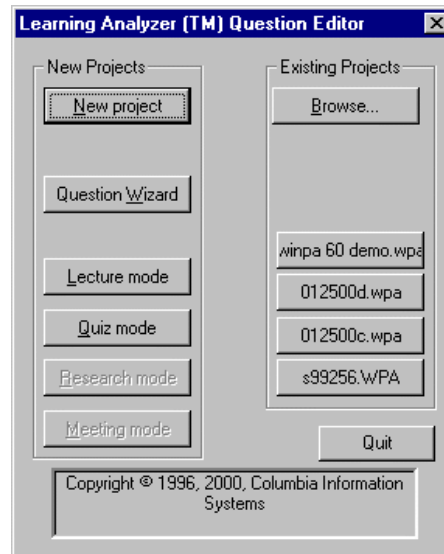 Learning Analyzer (TM) Question Editor
New Projects
New project
Question Wizard
Lecture mode
Quiz mode
Research mode
Meeting mode
Existing Projects
Browse...
winpa 60 demo.wpa
012500d.wpa
012500c.wpa
s99256.WPA
Quit
Copyright © 1996, 2000, Columbia Information
Systems